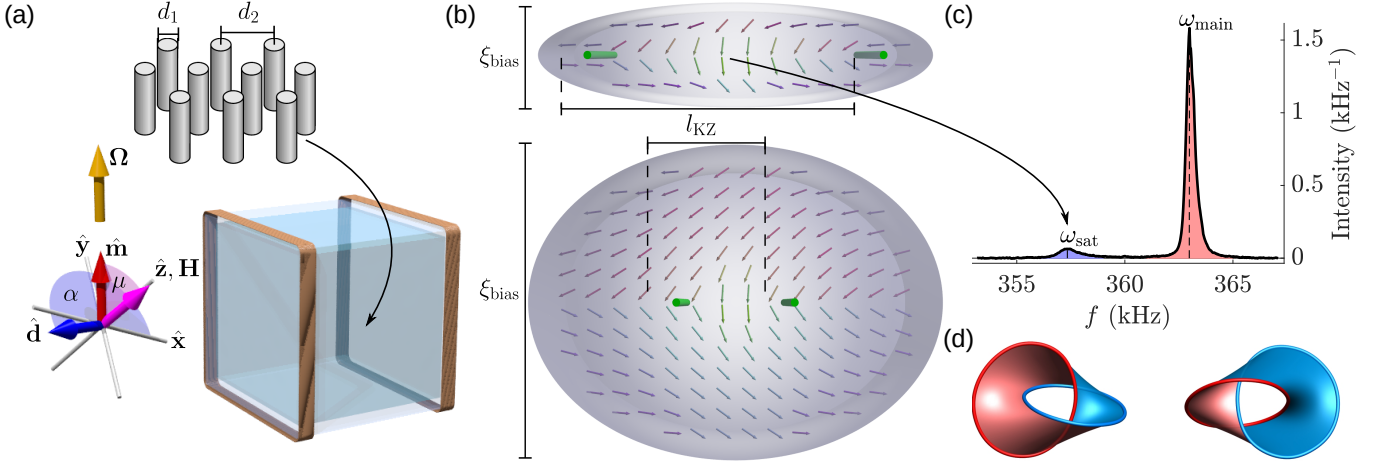 (a)
d₁
d₂
Ω
ŷ
m̂
ẑ, H
α
μ
d̂
x̂
(b)
ξbias
lKZ
ξbias
(c)
ωmain
ωsat
1.5
1
0.5
0
Intensity (kHz⁻¹)
355
360
365
f (kHz)
(d)